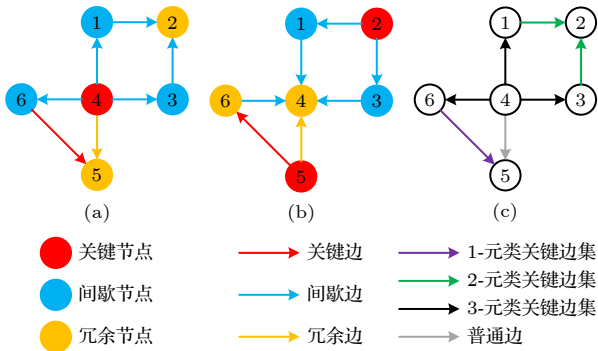 1 2 2 1 1 2
6 4 3 6 4 3 6 4 3
5 5 5
(a) (b) (c)
关键节点 关键边 1-元类关键边集
间歇节点 间歇边 2-元类关键边集
3-元类关键边集
冗余节点 冗余边 普通边